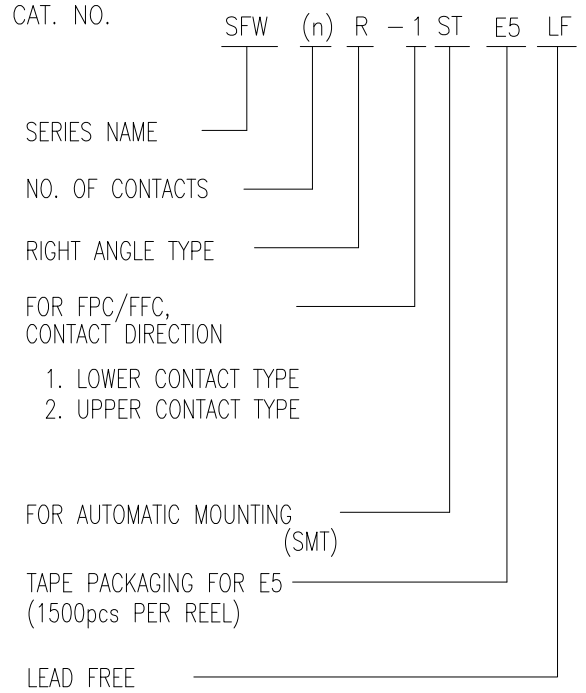 CAT. NO. SFW (n) R - 1 ST E5 LF
SERIES NAME
NO. OF CONTACTS
RIGHT ANGLE TYPE
FOR FPC/FFC,
CONTACT DIRECTION
1. LOWER CONTACT TYPE
2. UPPER CONTACT TYPE
FOR AUTOMATIC MOUNTING
(SMT)
TAPE PACKAGING FOR E5
(1500pcs PER REEL)
LEAD FREE